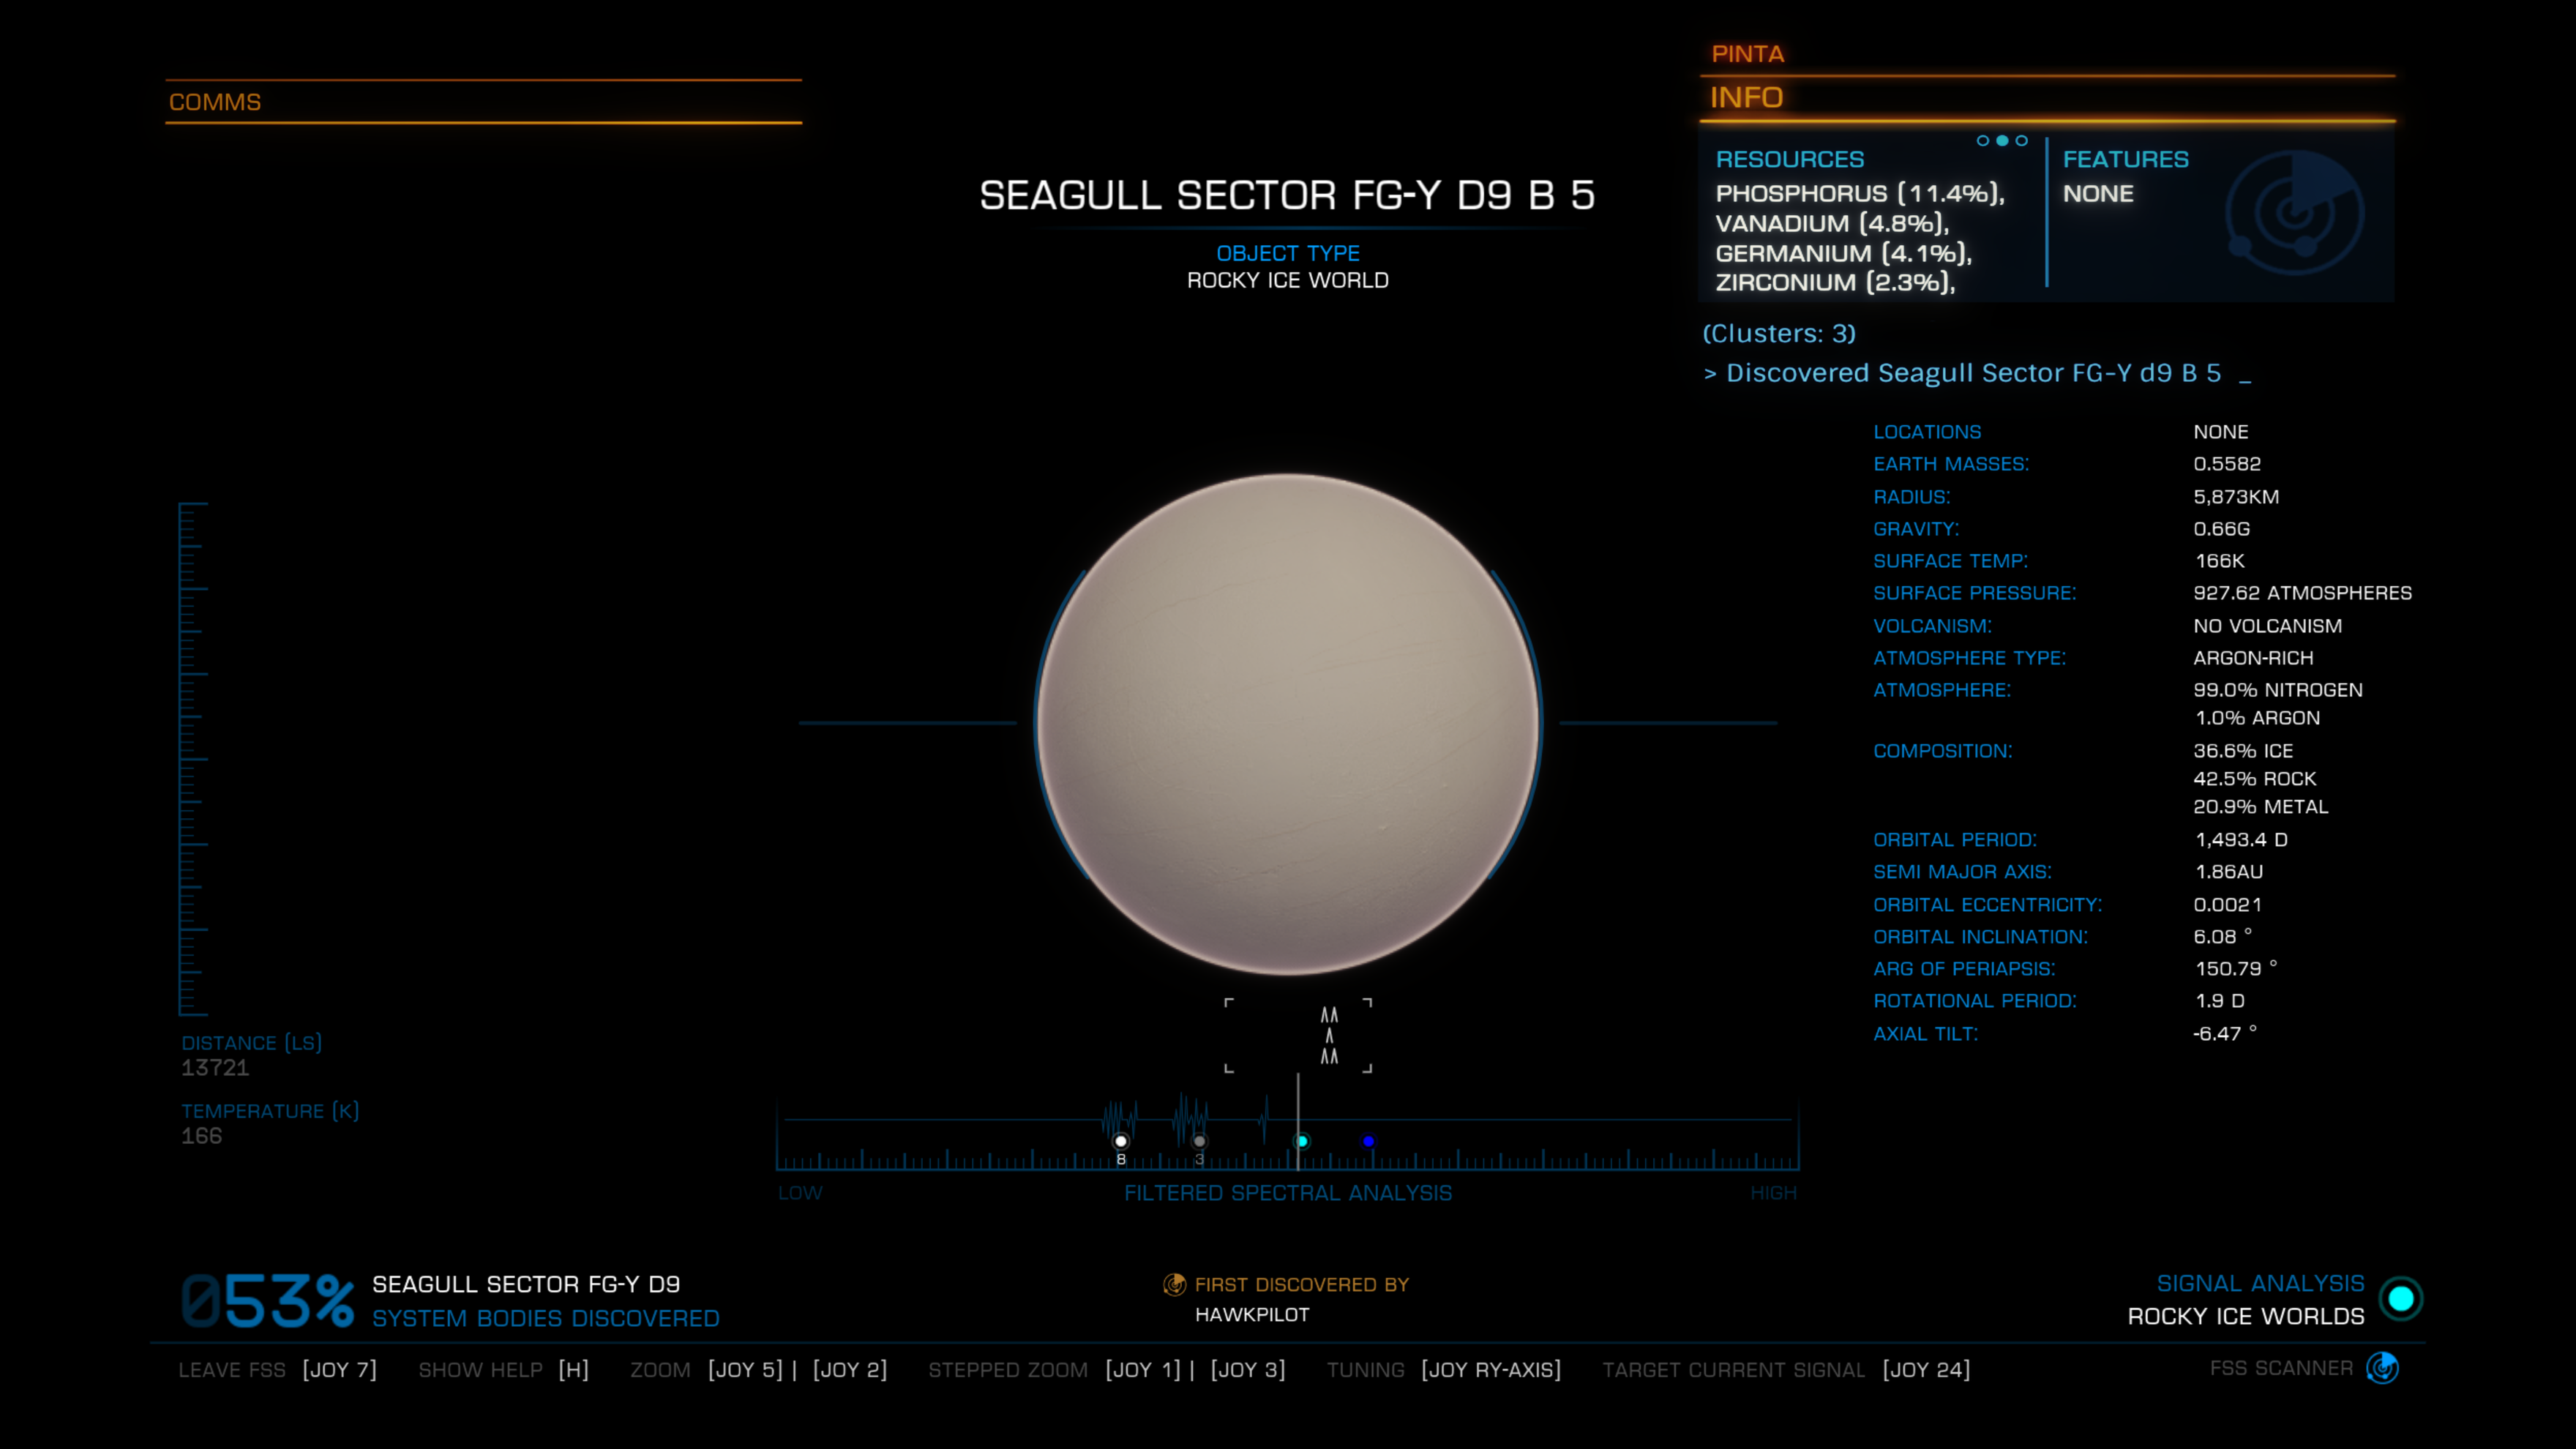 COMMS
PINTA
INFO
RESOURCES
PHOSPHORUS (11.4%),
VANADIUM (4.8%),
GERMANIUM (4.1%),
ZIRCONIUM (2.3%),
FEATURES
NONE
(Clusters: 3)
> Discovered Seagull Sector FG-Y d9 B 5 _
SEAGULL SECTOR FG-Y D9 B 5
OBJECT TYPE
ROCKY ICE WORLD
LOCATIONS NONE
EARTH MASSES: 0.5582
RADIUS: 5,873KM
GRAVITY: 0.66G
SURFACE TEMP: 166K
SURFACE PRESSURE: 927.62 ATMOSPHERES
VOLCANISM: NO VOLCANISM
ATMOSPHERE TYPE: ARGON-RICH
ATMOSPHERE: 99.0% NITROGEN
1.0% ARGON
COMPOSITION: 36.6% ICE
42.5% ROCK
20.9% METAL
ORBITAL PERIOD: 1,493.4 D
SEMI MAJOR AXIS: 1.86AU
ORBITAL ECCENTRICITY: 0.0021
ORBITAL INCLINATION: 6.08 °
ARG OF PERIAPSIS: 150.79 °
ROTATIONAL PERIOD: 1.9 D
AXIAL TILT: -6.47 °
DISTANCE (LS)
13721
TEMPERATURE (K)
166
8 3
LOW FILTERED SPECTRAL ANALYSIS HIGH
053% SEAGULL SECTOR FG-Y D9
SYSTEM BODIES DISCOVERED
FIRST DISCOVERED BY
HAWKPILOT
SIGNAL ANALYSIS
ROCKY ICE WORLDS
LEAVE FSS [JOY 7] SHOW HELP [H] ZOOM [JOY 5] | [JOY 2] STEPPED ZOOM [JOY 1] | [JOY 3] TUNING [JOY RY-AXIS] TARGET CURRENT SIGNAL [JOY 24] FSS SCANNER